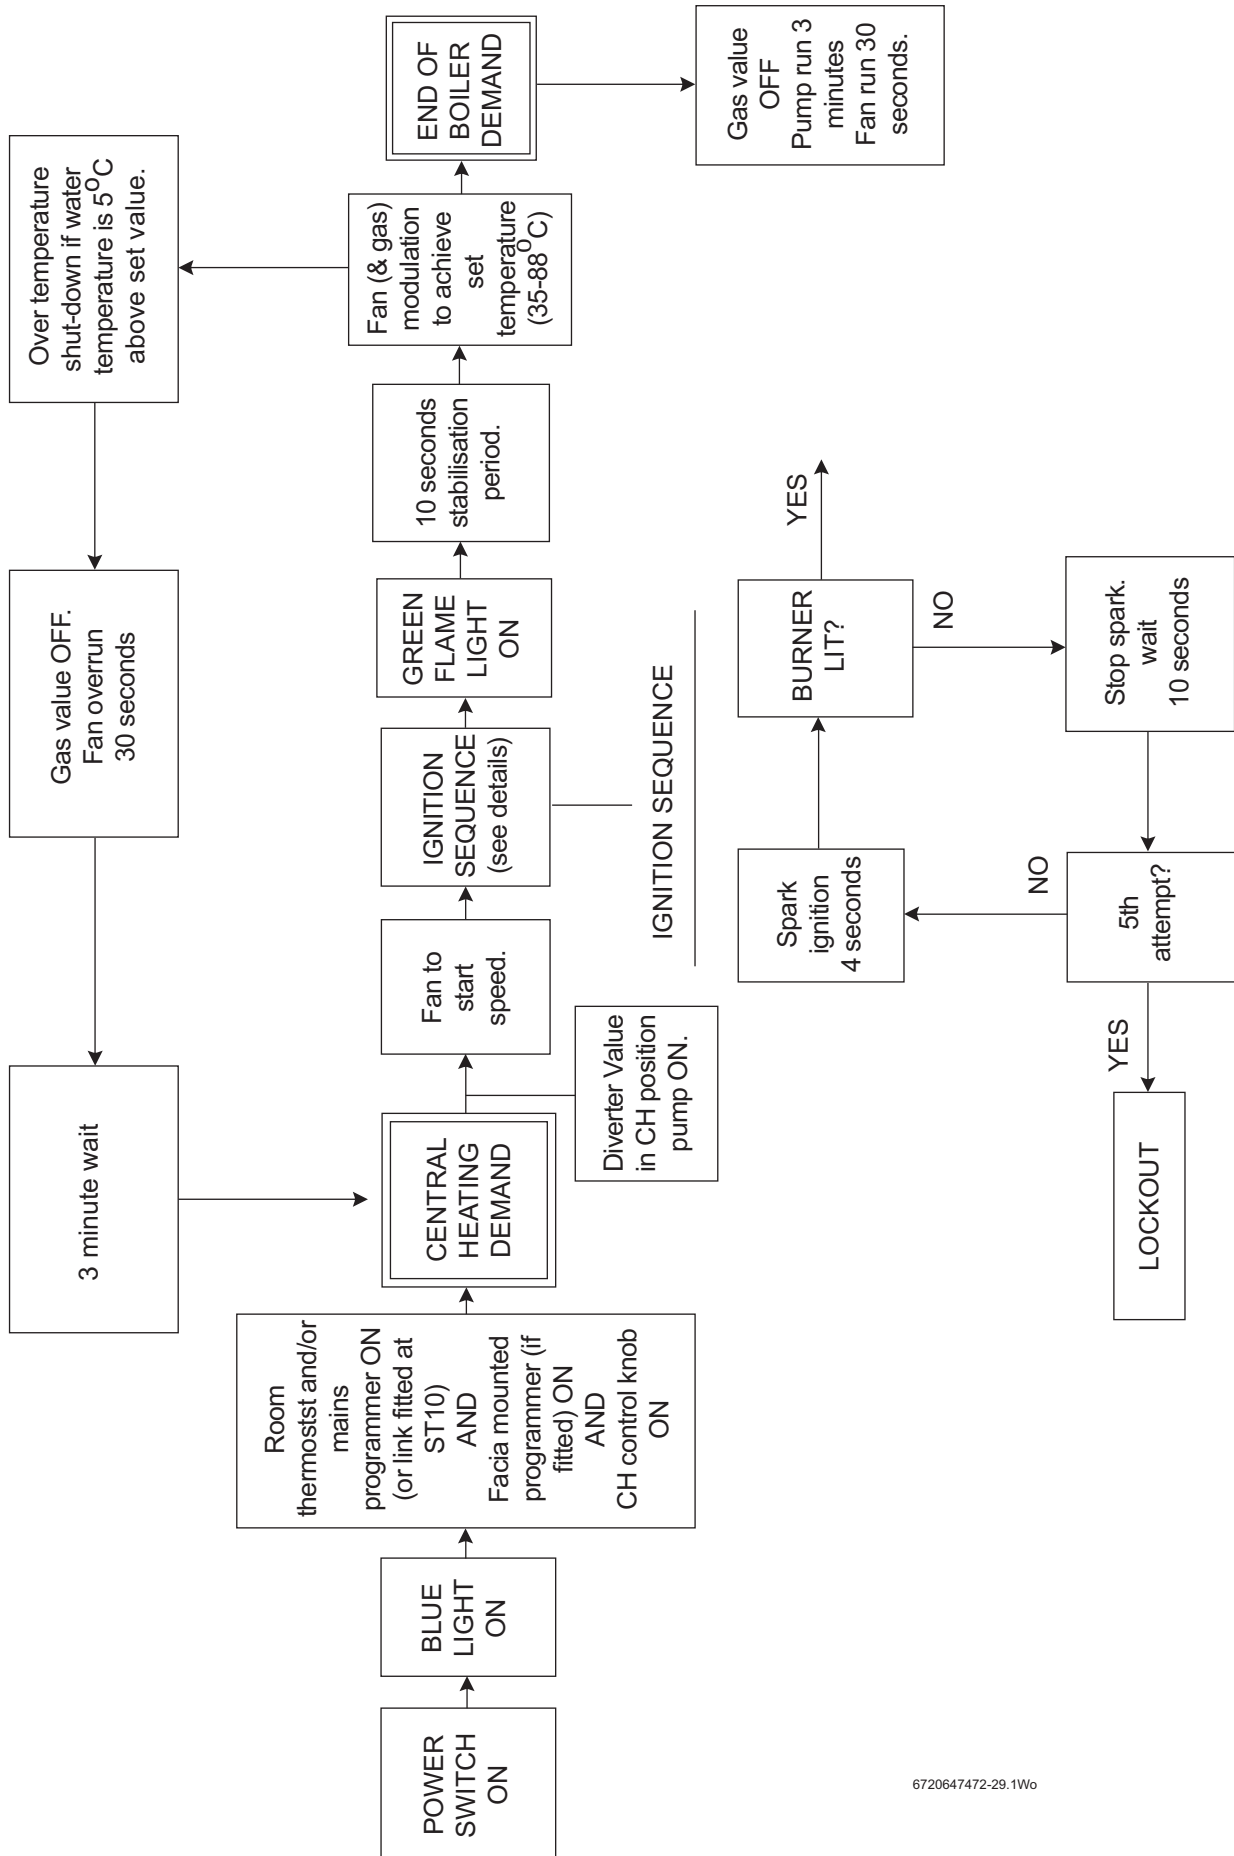 POWER
SWITCH
ON
BLUE
LIGHT
ON
Room
thermostst and/or
mains
programmer ON
(or link fitted at
ST10)
AND
Facia mounted
programmer (if
fitted) ON
AND
CH control knob
ON
CENTRAL
HEATING
DEMAND
Diverter Value
in CH position
pump ON.
Fan to
start
speed.
IGNITION
SEQUENCE
(see details)
GREEN
FLAME
LIGHT
ON
10 seconds
stabilisation
period.
Fan (& gas)
modulation
to achieve
set
temperature
(35-88°C)
END OF
BOILER
DEMAND
Gas value
OFF
Pump run 3
minutes
Fan run 30
seconds.
Over temperature
shut-down if water
temperature is 5°C
above set value.
Gas value OFF.
Fan overrun
30 seconds
3 minute wait
IGNITION SEQUENCE
Spark
ignition
4 seconds
BURNER
LIT?
YES
NO
Stop spark.
wait
10 seconds
5th
attempt?
NO
YES
LOCKOUT
6720647472-29.1Wo